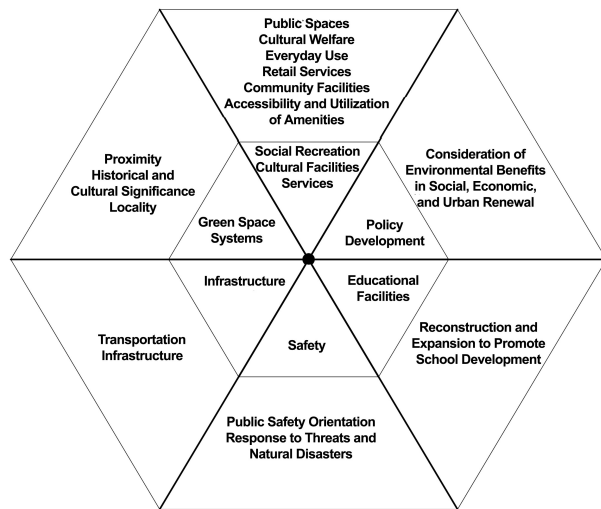 Public Spaces
Cultural Welfare
Everyday Use
Retail Services
Community Facilities
Accessibility and Utilization
of Amenities
Social Recreation
Cultural Facilities
Services
Proximity
Historical and
Cultural Significance
Locality
Consideration of
Environmental Benefits
in Social, Economic,
and Urban Renewal
Green Space
Systems
Policy
Development
Infrastructure
Educational
Facilities
Transportation
Infrastructure
Safety
Reconstruction and
Expansion to Promote
School Development
Public Safety Orientation
Response to Threats and
Natural Disasters